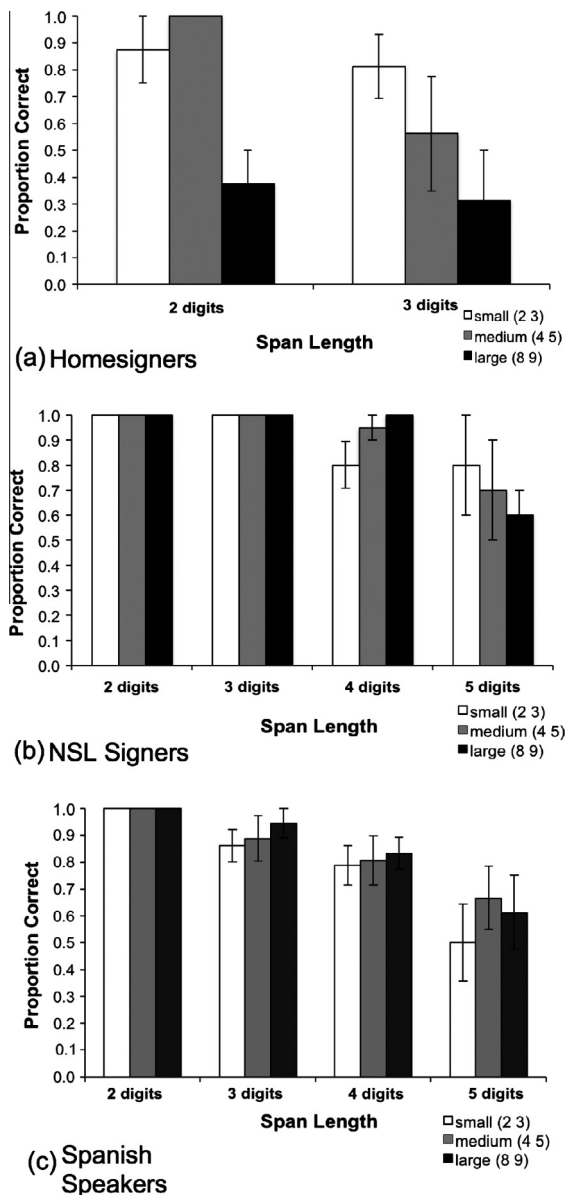 1.0
0.9
0.8
0.7
0.6
0.5
0.4
0.3
0.2
0.1
0.0
Proportion Correct
2 digits 3 digits
Span Length
small (2 3)
medium (4 5)
large (8 9)
(a) Homesigners
1.0
0.9
0.8
0.7
0.6
0.5
0.4
0.3
0.2
0.1
0.0
Proportion Correct
2 digits 3 digits 4 digits 5 digits
Span Length
small (2 3)
medium (4 5)
large (8 9)
(b) NSL Signers
1.0
0.9
0.8
0.7
0.6
0.5
0.4
0.3
0.2
0.1
0.0
Proportion Correct
2 digits 3 digits 4 digits 5 digits
Span Length
small (2 3)
medium (4 5)
large (8 9)
(c) Spanish
Speakers